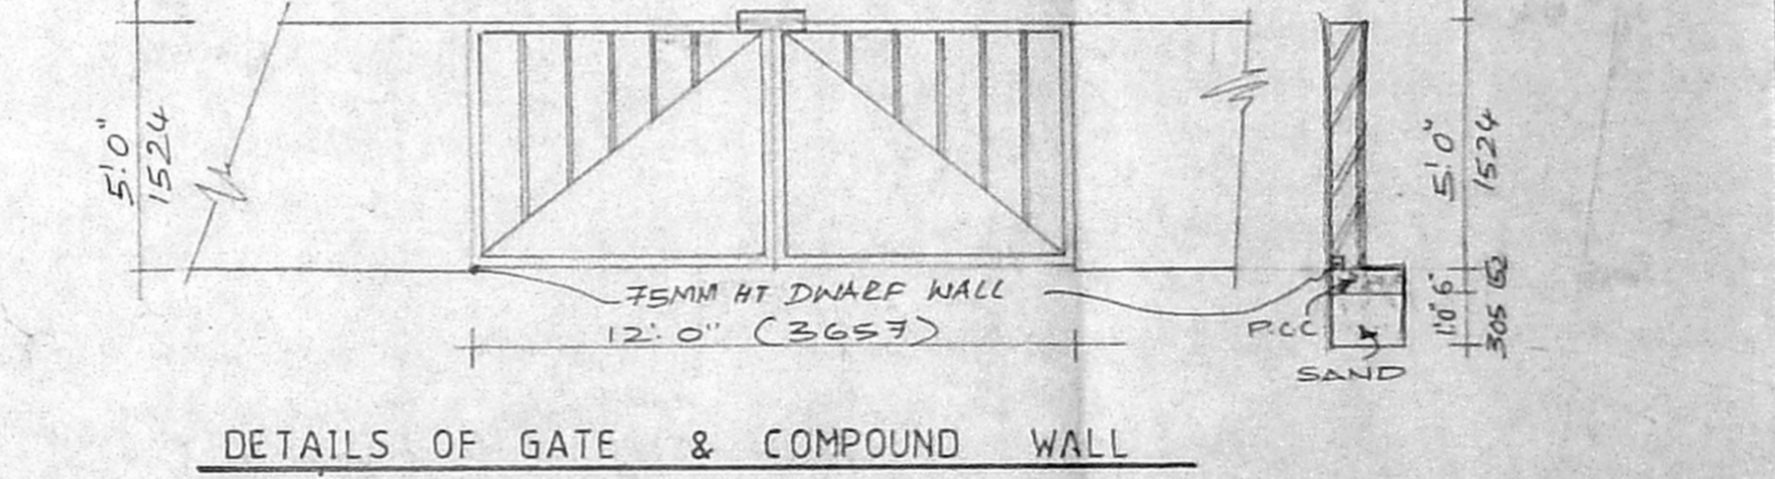 5'.0"
1524
75MM HT DWARF WALL
12'.0" (3657)
P.C.C
SAND
5'.0"
1524
1'.0" 6"
305 152
DETAILS OF GATE & COMPOUND WALL